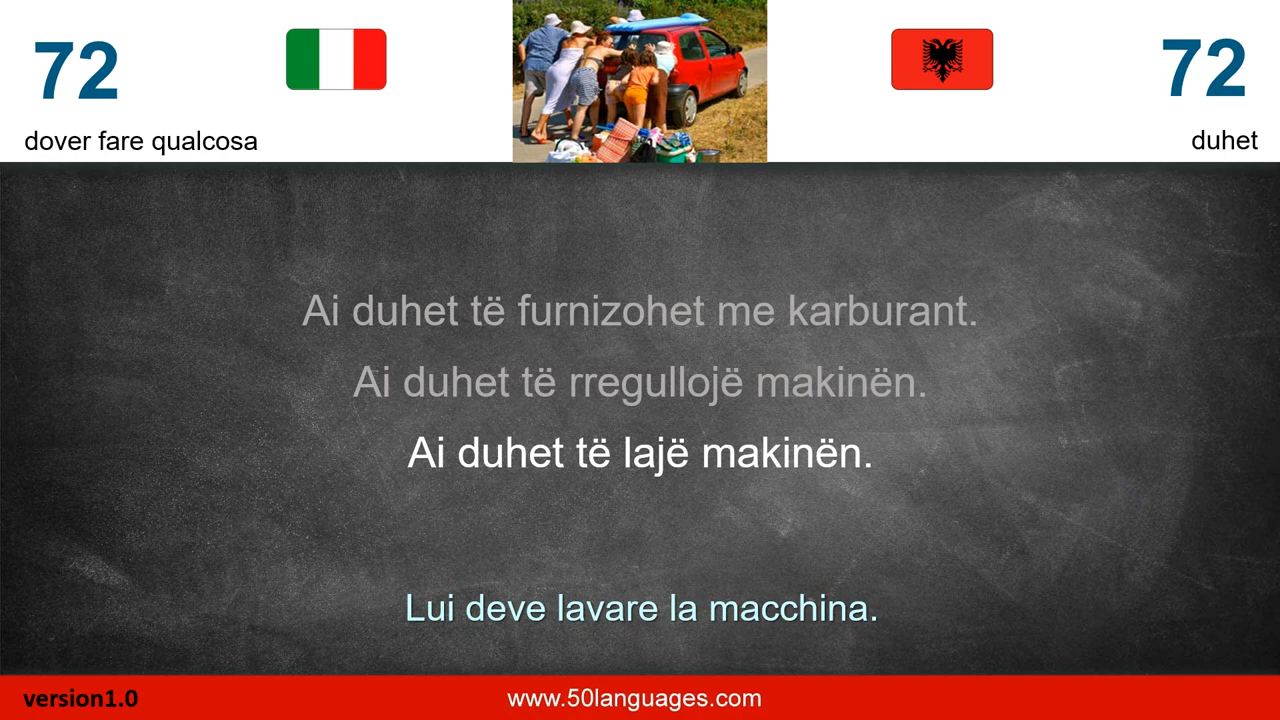 72
72
dover fare qualcosa
duhet
Ai duhet të furnizohet me karburant.
Ai duhet të rregullojë makinën.
Ai duhet të lajë makinën.
Lui deve lavare la macchina.
version1.0
www.50languages.com